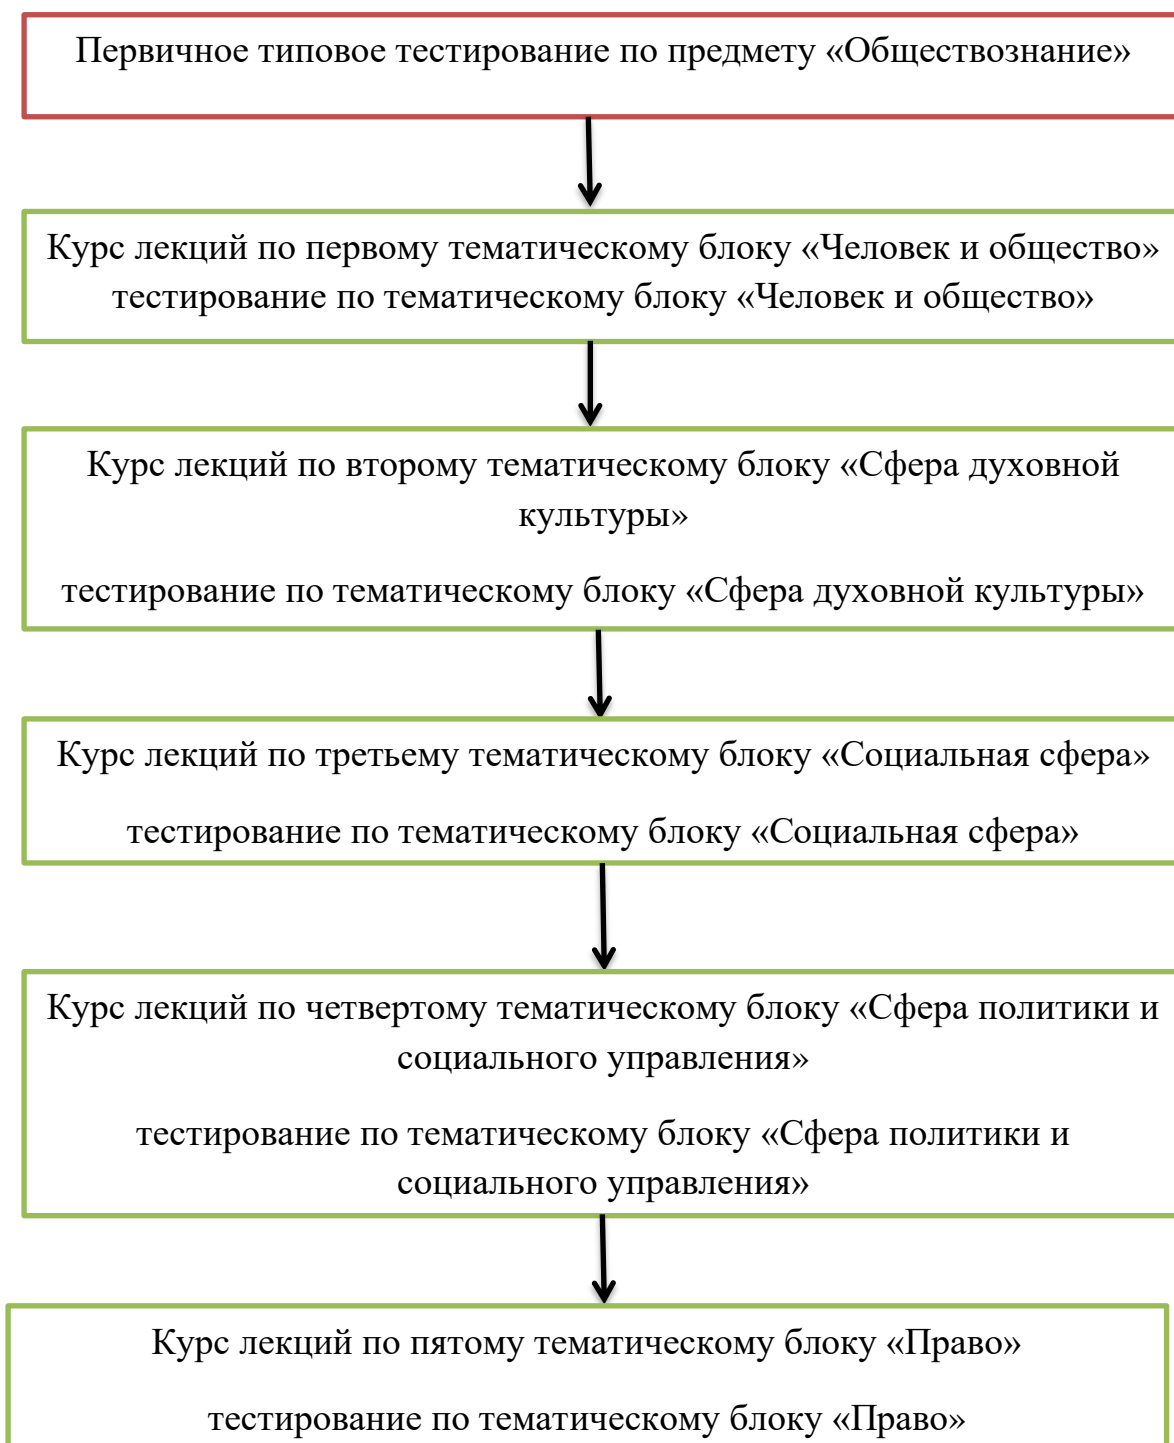 Первичное типовое тестирование по предмету «Обществознание»
Курс лекций по первому тематическому блоку «Человек и общество»
тестирование по тематическому блоку «Человек и общество»
Курс лекций по второму тематическому блоку «Сфера духовной
культуры»
тестирование по тематическому блоку «Сфера духовной культуры»
Курс лекций по третьему тематическому блоку «Социальная сфера»
тестирование по тематическому блоку «Социальная сфера»
Курс лекций по четвертому тематическому блоку «Сфера политики и
социального управления»
тестирование по тематическому блоку «Сфера политики и
социального управления»
Курс лекций по пятому тематическому блоку «Право»
тестирование по тематическому блоку «Право»